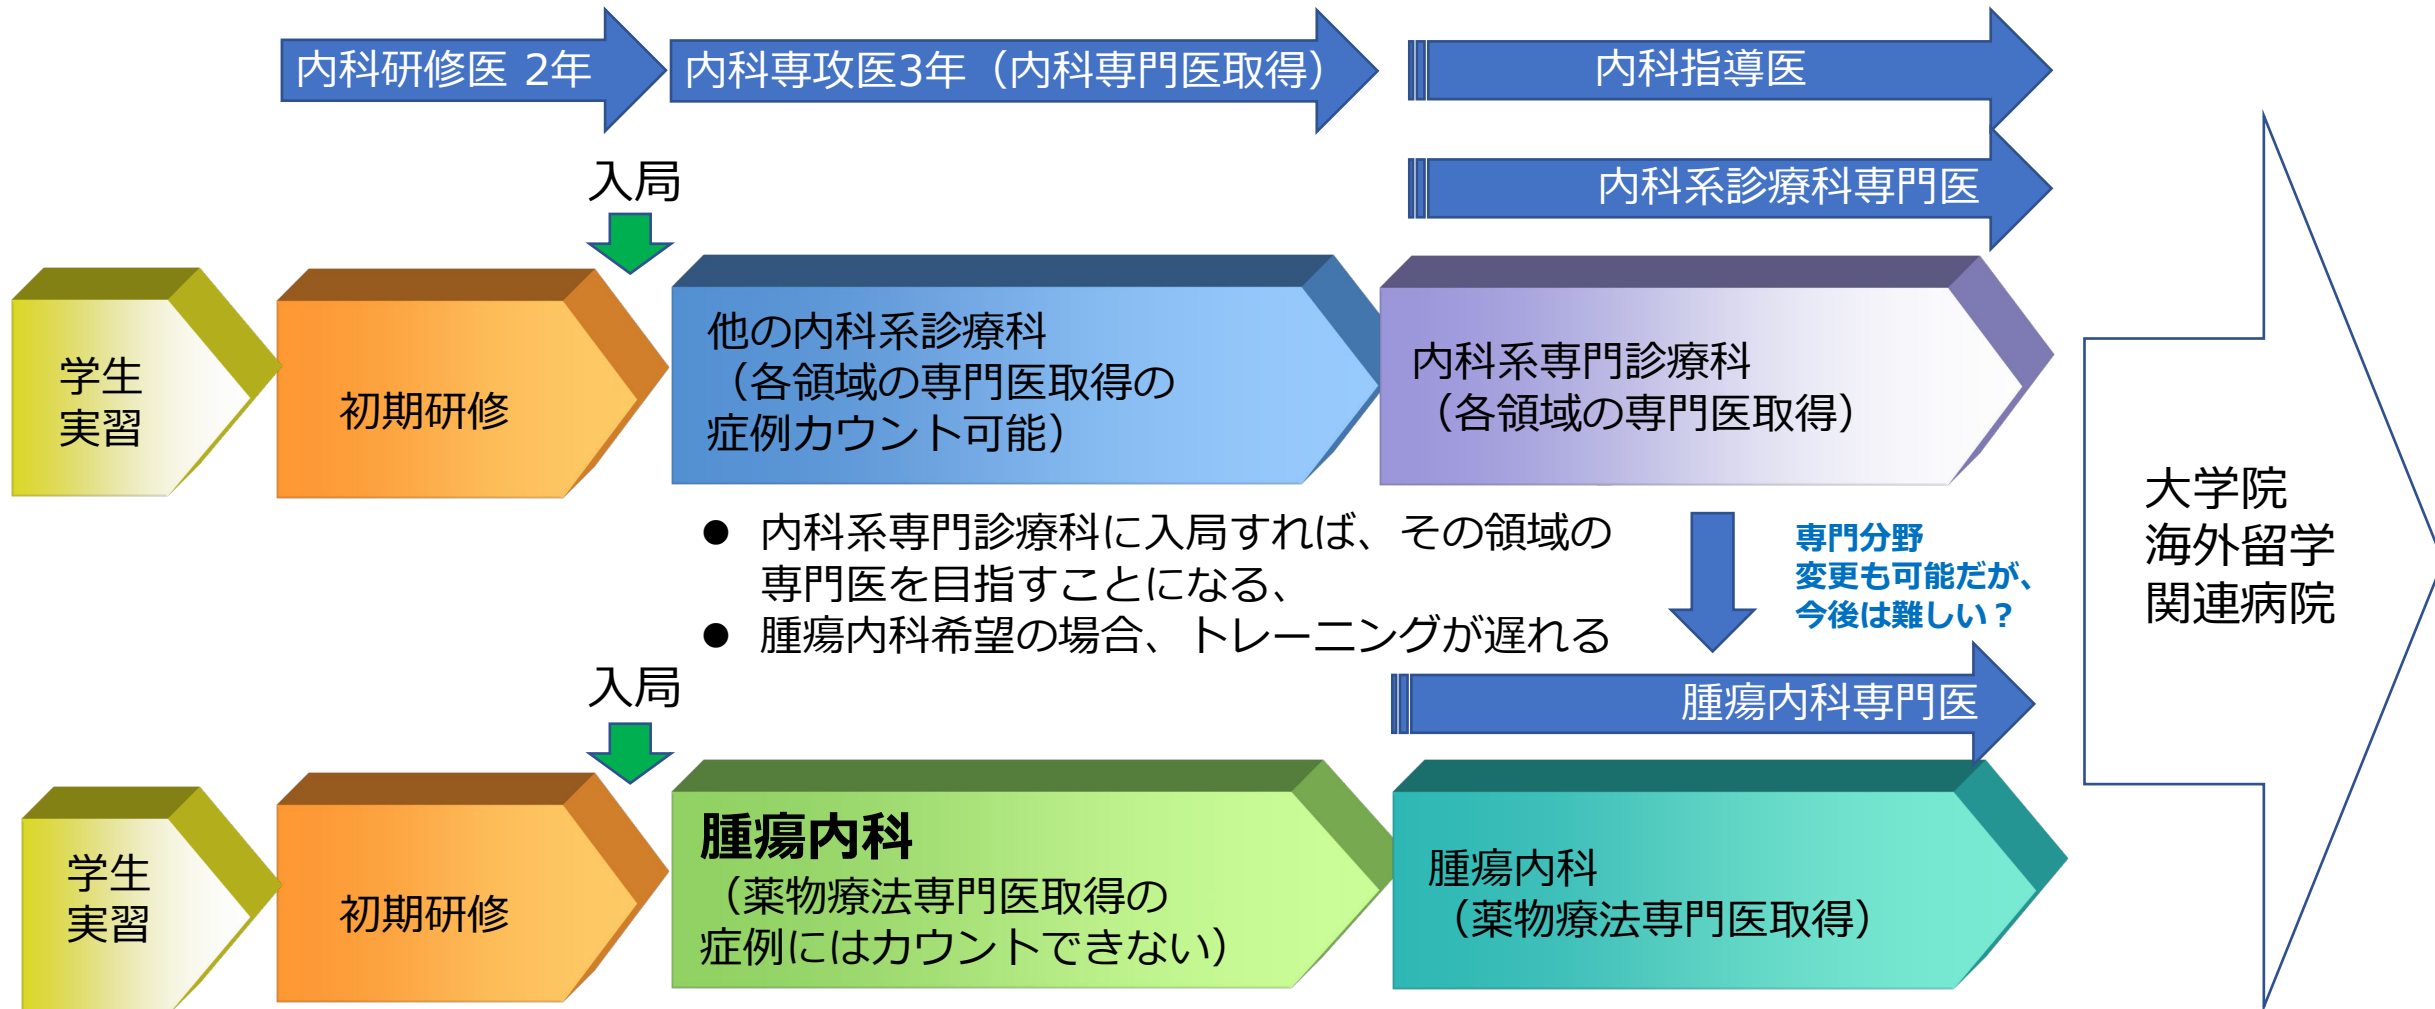 内科研修医 2年
内科専攻医3年（内科専門医取得）
内科指導医
内科系診療科専門医
入局
学生
実習
初期研修
他の内科系診療科
（各領域の専門医取得の
症例カウント可能）
内科系専門診療科
（各領域の専門医取得）
● 内科系専門診療科に入局すれば、その領域の
専門医を目指すことになる、
● 腫瘍内科希望の場合、トレーニングが遅れる
専門分野
変更も可能だが、
今後は難しい？
大学院
海外留学
関連病院
入局
腫瘍内科専門医
学生
実習
初期研修
腫瘍内科
（薬物療法専門医取得の
症例にはカウントできない）
腫瘍内科
（薬物療法専門医取得）